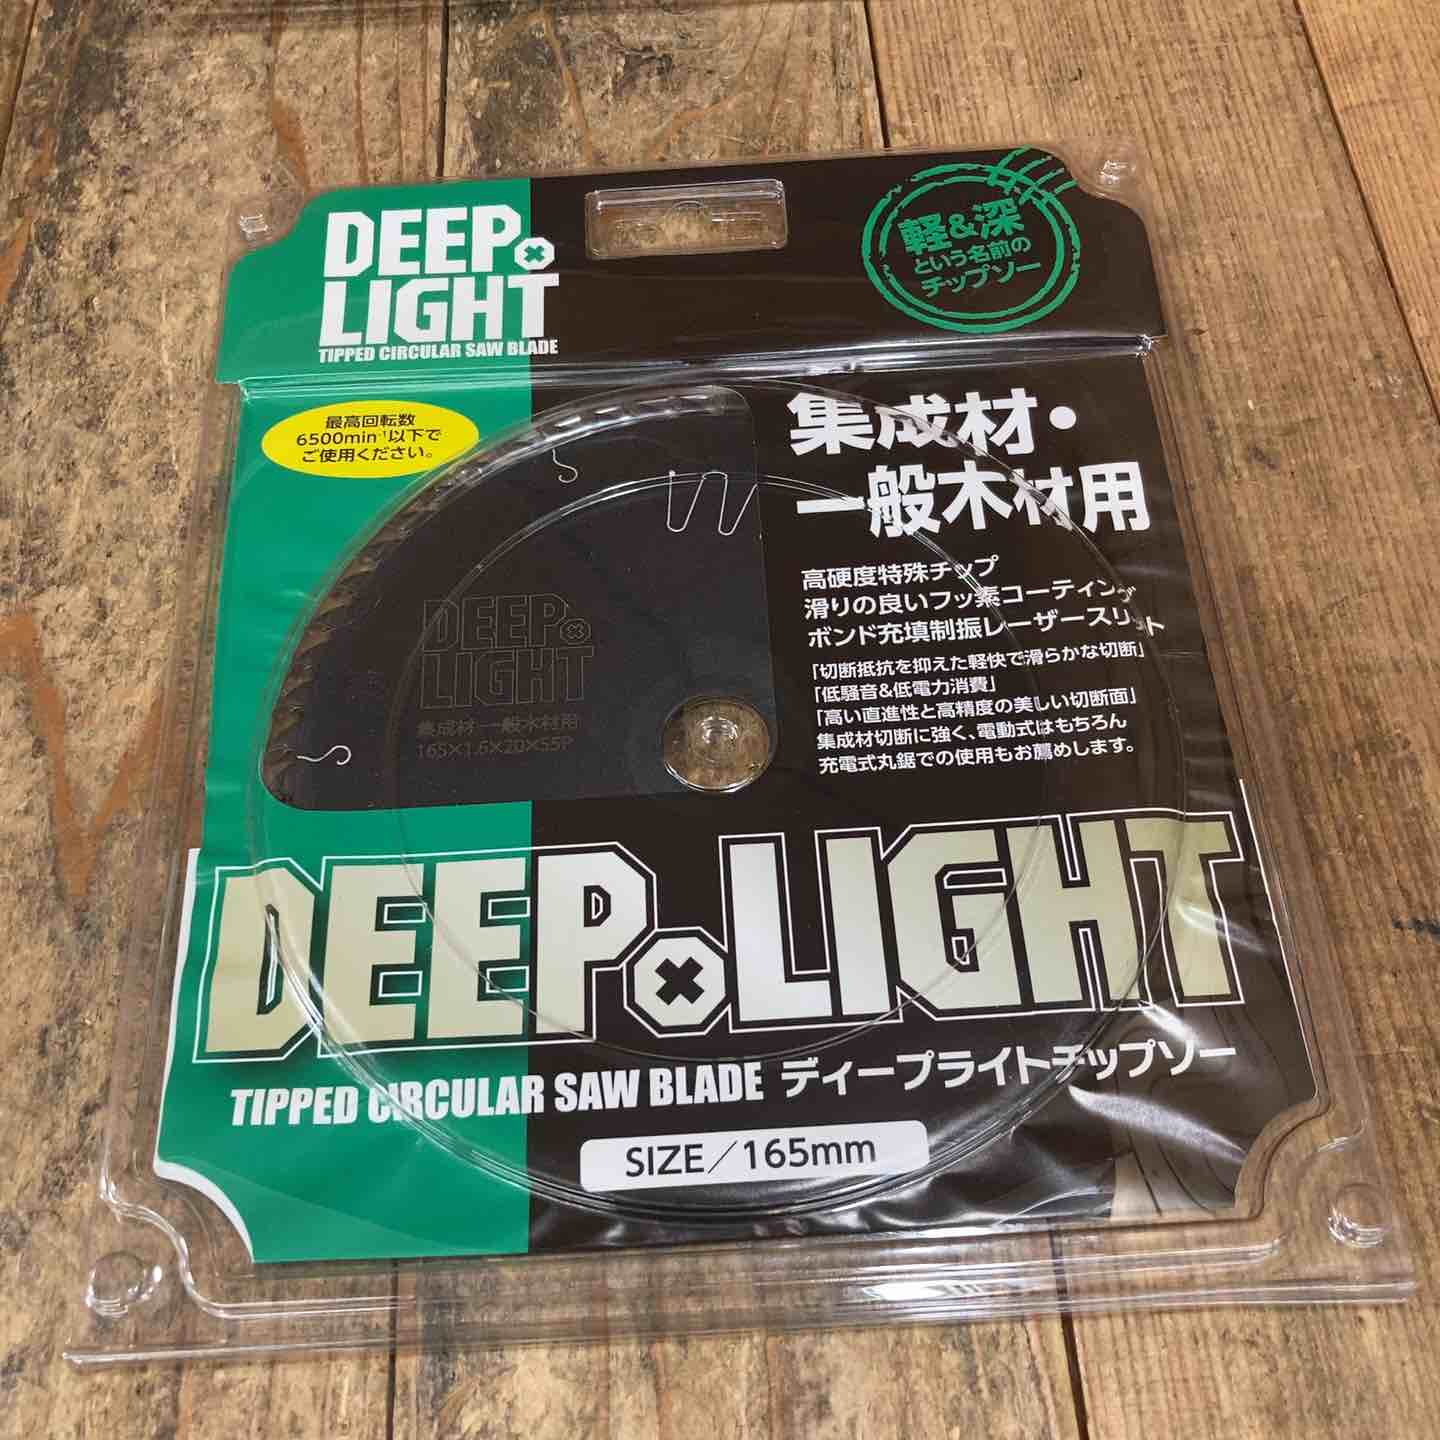 DEEP×
LIGHT
TIPPED CIRCULAR SAW BLADE
軽&深
という名前の
チップソー
最高回転数
6500min⁻¹以下で
ご使用ください。
集成材・
一般木材用
高硬度特殊チップ
滑りの良いフッ素コーティング
ボンド充填制振レーザースリット
「切断抵抗を抑えた軽快で滑らかな切断」
「低騒音&低電力消費」
「高い直進性と高精度の美しい切断面」
集成材切断に強く、電動式はもちろん
充電式丸鋸での使用もお薦めします。
DEEP×
LIGHT
集成材・一般木材用
165×1.6×20×55P
DEEP×LIGHT
TIPPED CIRCULAR SAW BLADE ディープライトチップソー
SIZE/165mm